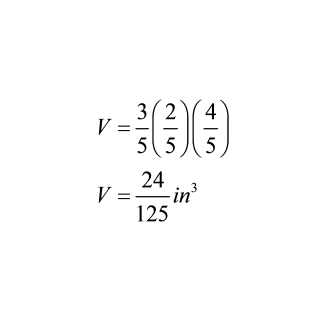 V = 3/5 (2/5) (4/5)
V = 24/125 in³